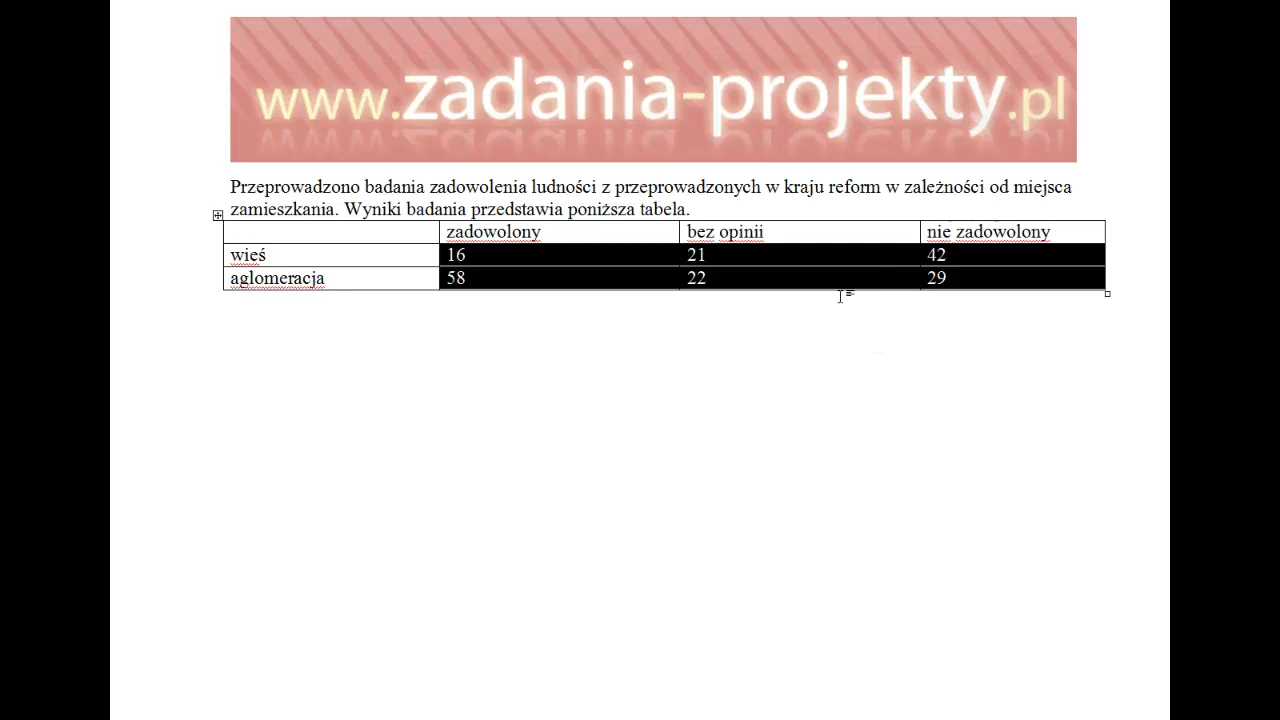 www.zadania-projekty.pl
Przeprowadzono badania zadowolenia ludności z przeprowadzonych w kraju reform w zależności od miejsca
zamieszkania. Wyniki badania przedstawia poniższa tabela.
zadowolony bez opinii nie zadowolony
wieś 16 21 42
aglomeracja 58 22 29